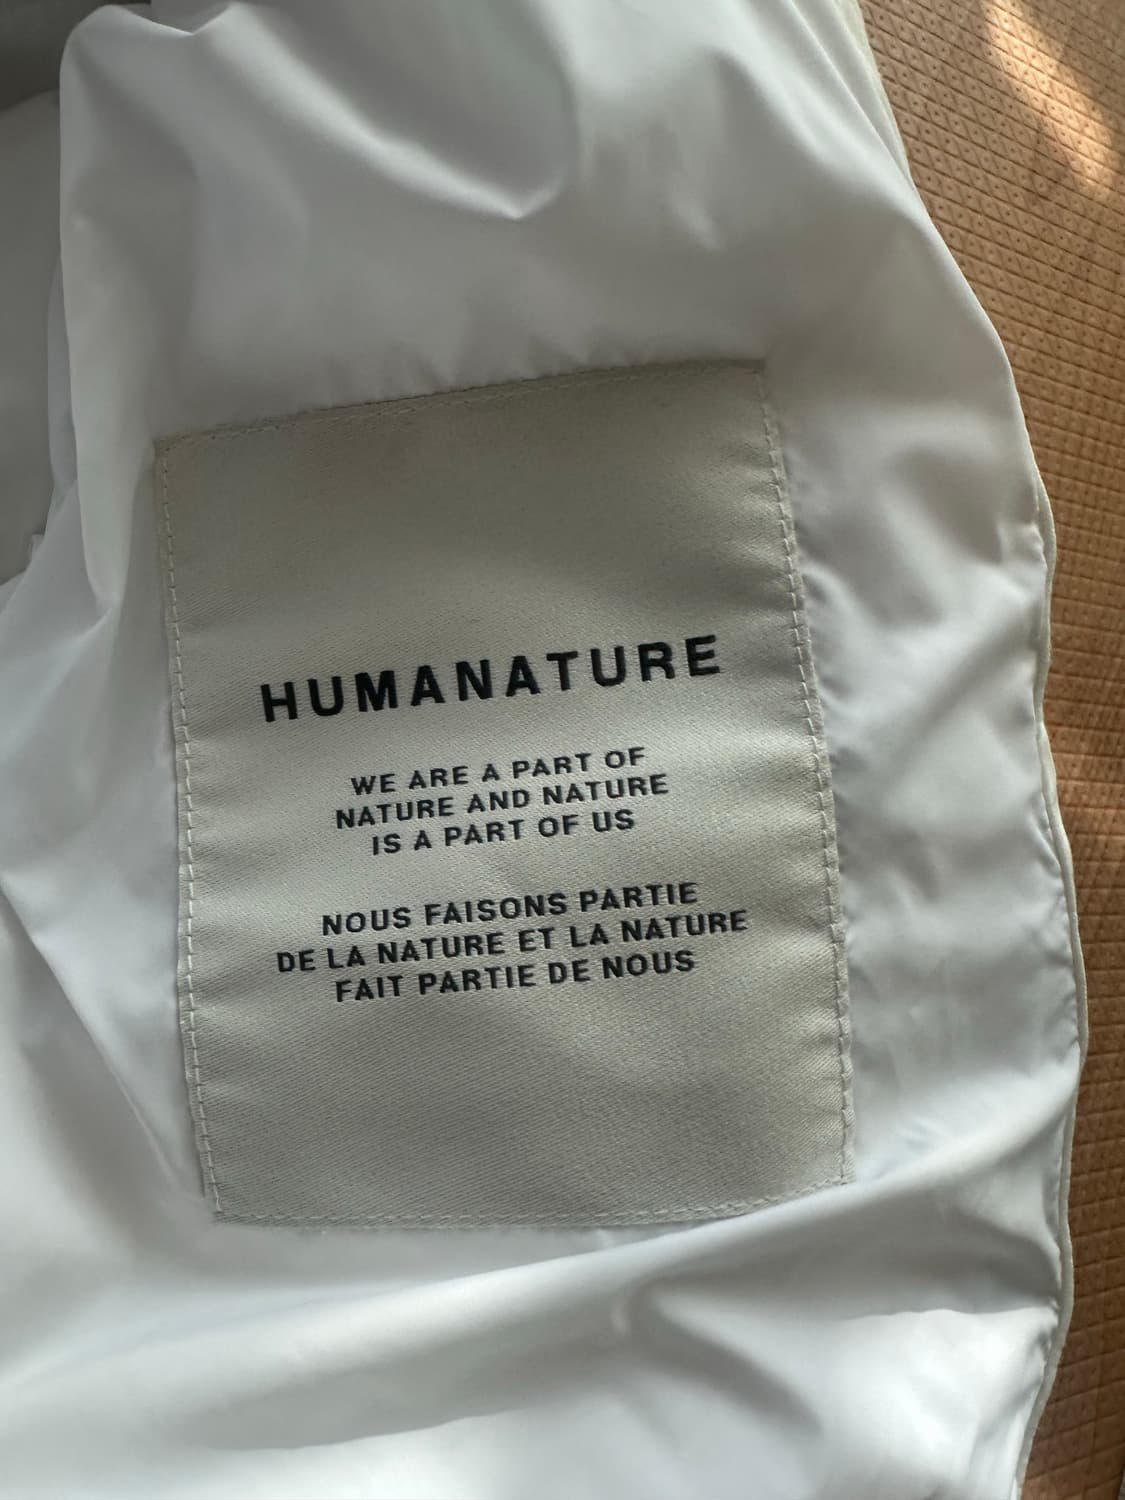 HUMANATURE
WE ARE A PART OF
NATURE AND NATURE
IS A PART OF US
NOUS FAISONS PARTIE
DE LA NATURE ET LA NATURE
FAIT PARTIE DE NOUS